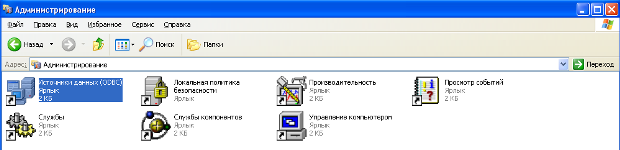 Администрирование
Файл Правка Вид Избранное Сервис Справка
Назад Поиск Папки
Адрес: Администрирование Переход
Источники данных (ODBC)
Ярлык
2 КБ
Локальная политика
безопасности
Ярлык
Производительность
Ярлык
2 КБ
Просмотр событий
Ярлык
2 КБ
Службы
Ярлык
2 КБ
Службы компонентов
Ярлык
2 КБ
Управление компьютером
Ярлык
2 КБ